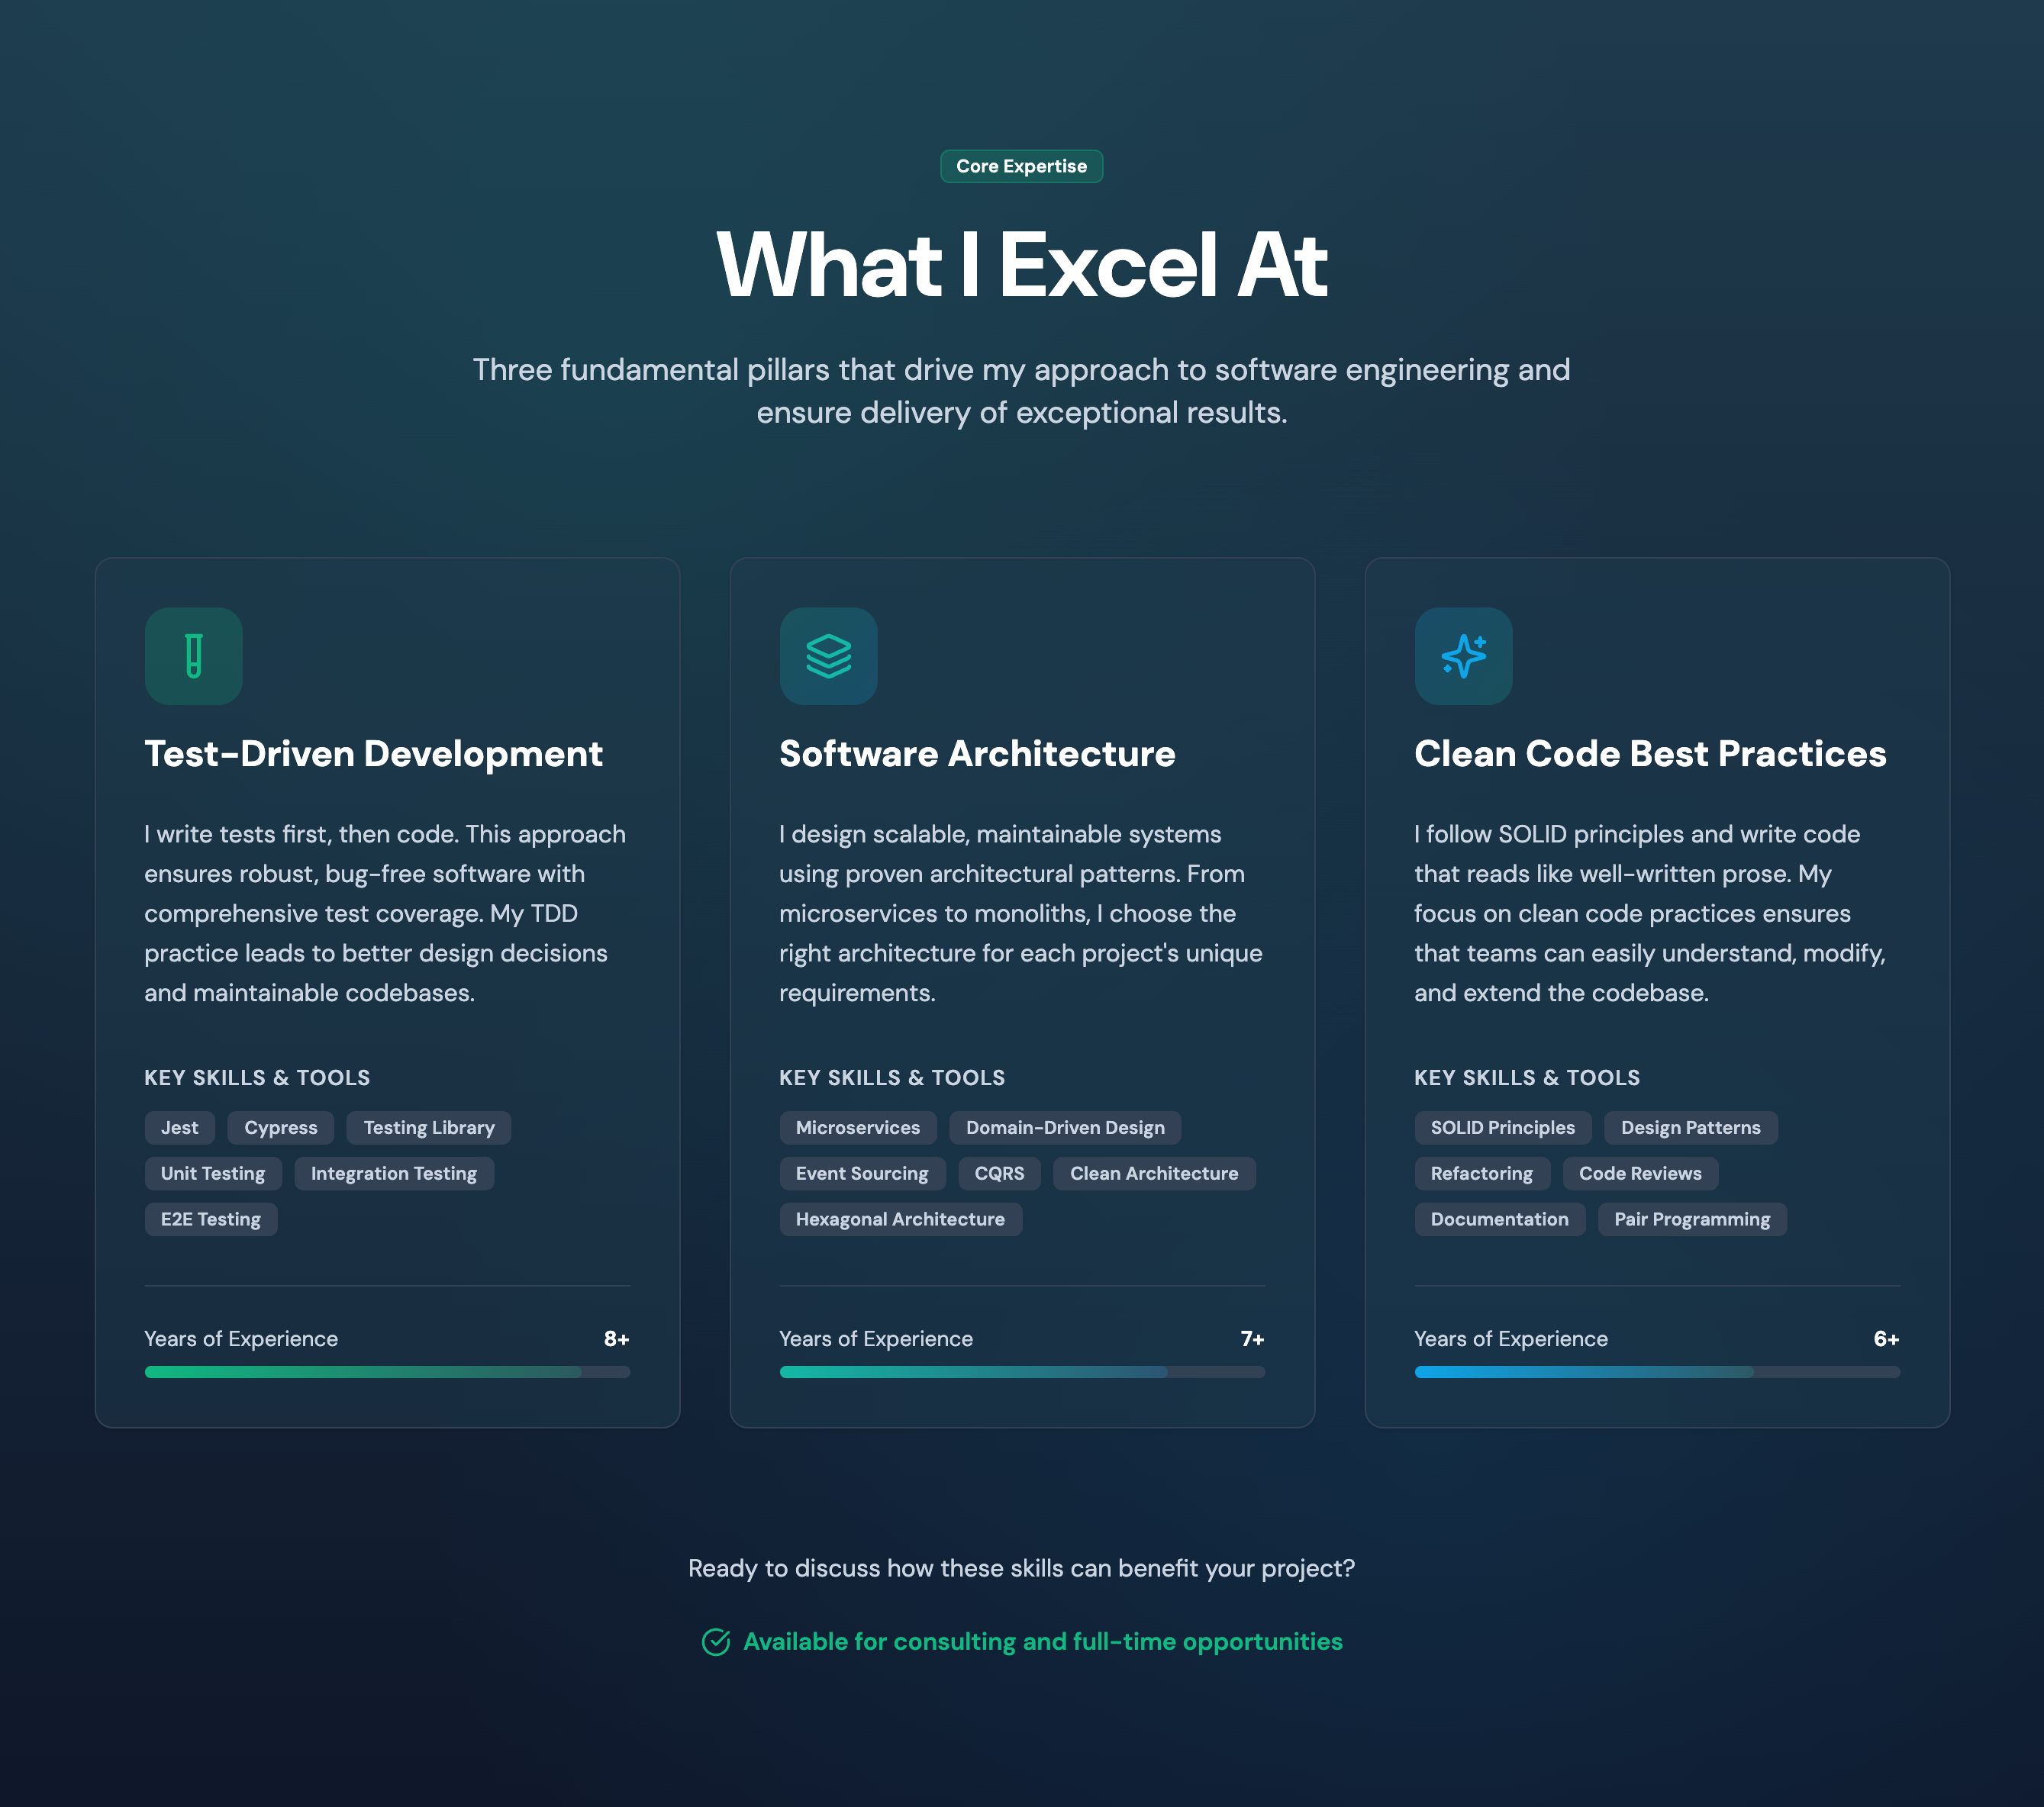 Core Expertise
What I Excel At
Three fundamental pillars that drive my approach to software engineering and
ensure delivery of exceptional results.
Test-Driven Development
I write tests first, then code. This approach
ensures robust, bug-free software with
comprehensive test coverage. My TDD
practice leads to better design decisions
and maintainable codebases.
KEY SKILLS & TOOLS
Jest Cypress Testing Library
Unit Testing Integration Testing
E2E Testing
Years of Experience 8+
Software Architecture
I design scalable, maintainable systems
using proven architectural patterns. From
microservices to monoliths, I choose the
right architecture for each project's unique
requirements.
KEY SKILLS & TOOLS
Microservices Domain-Driven Design
Event Sourcing CQRS Clean Architecture
Hexagonal Architecture
Years of Experience 7+
Clean Code Best Practices
I follow SOLID principles and write code
that reads like well-written prose. My
focus on clean code practices ensures
that teams can easily understand, modify,
and extend the codebase.
KEY SKILLS & TOOLS
SOLID Principles Design Patterns
Refactoring Code Reviews
Documentation Pair Programming
Years of Experience 6+
Ready to discuss how these skills can benefit your project?
Available for consulting and full-time opportunities